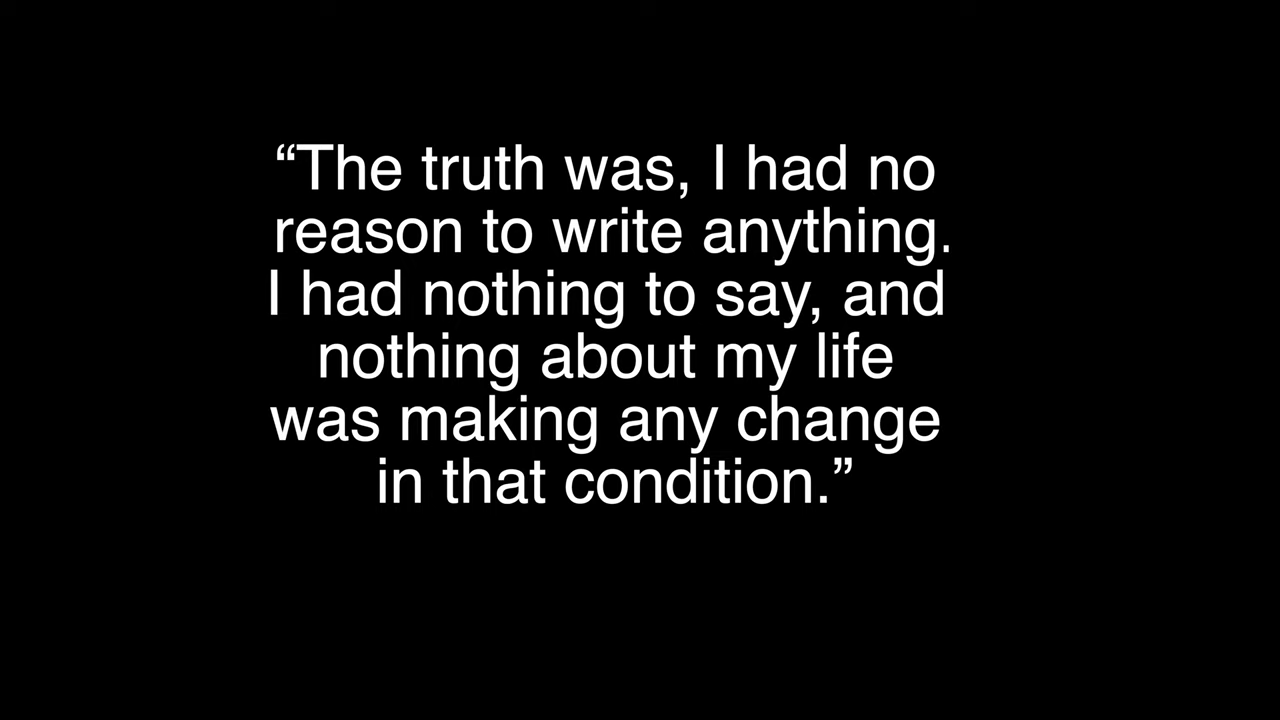 “The truth was, I had no
reason to write anything.
I had nothing to say, and
nothing about my life
was making any change
in that condition.”